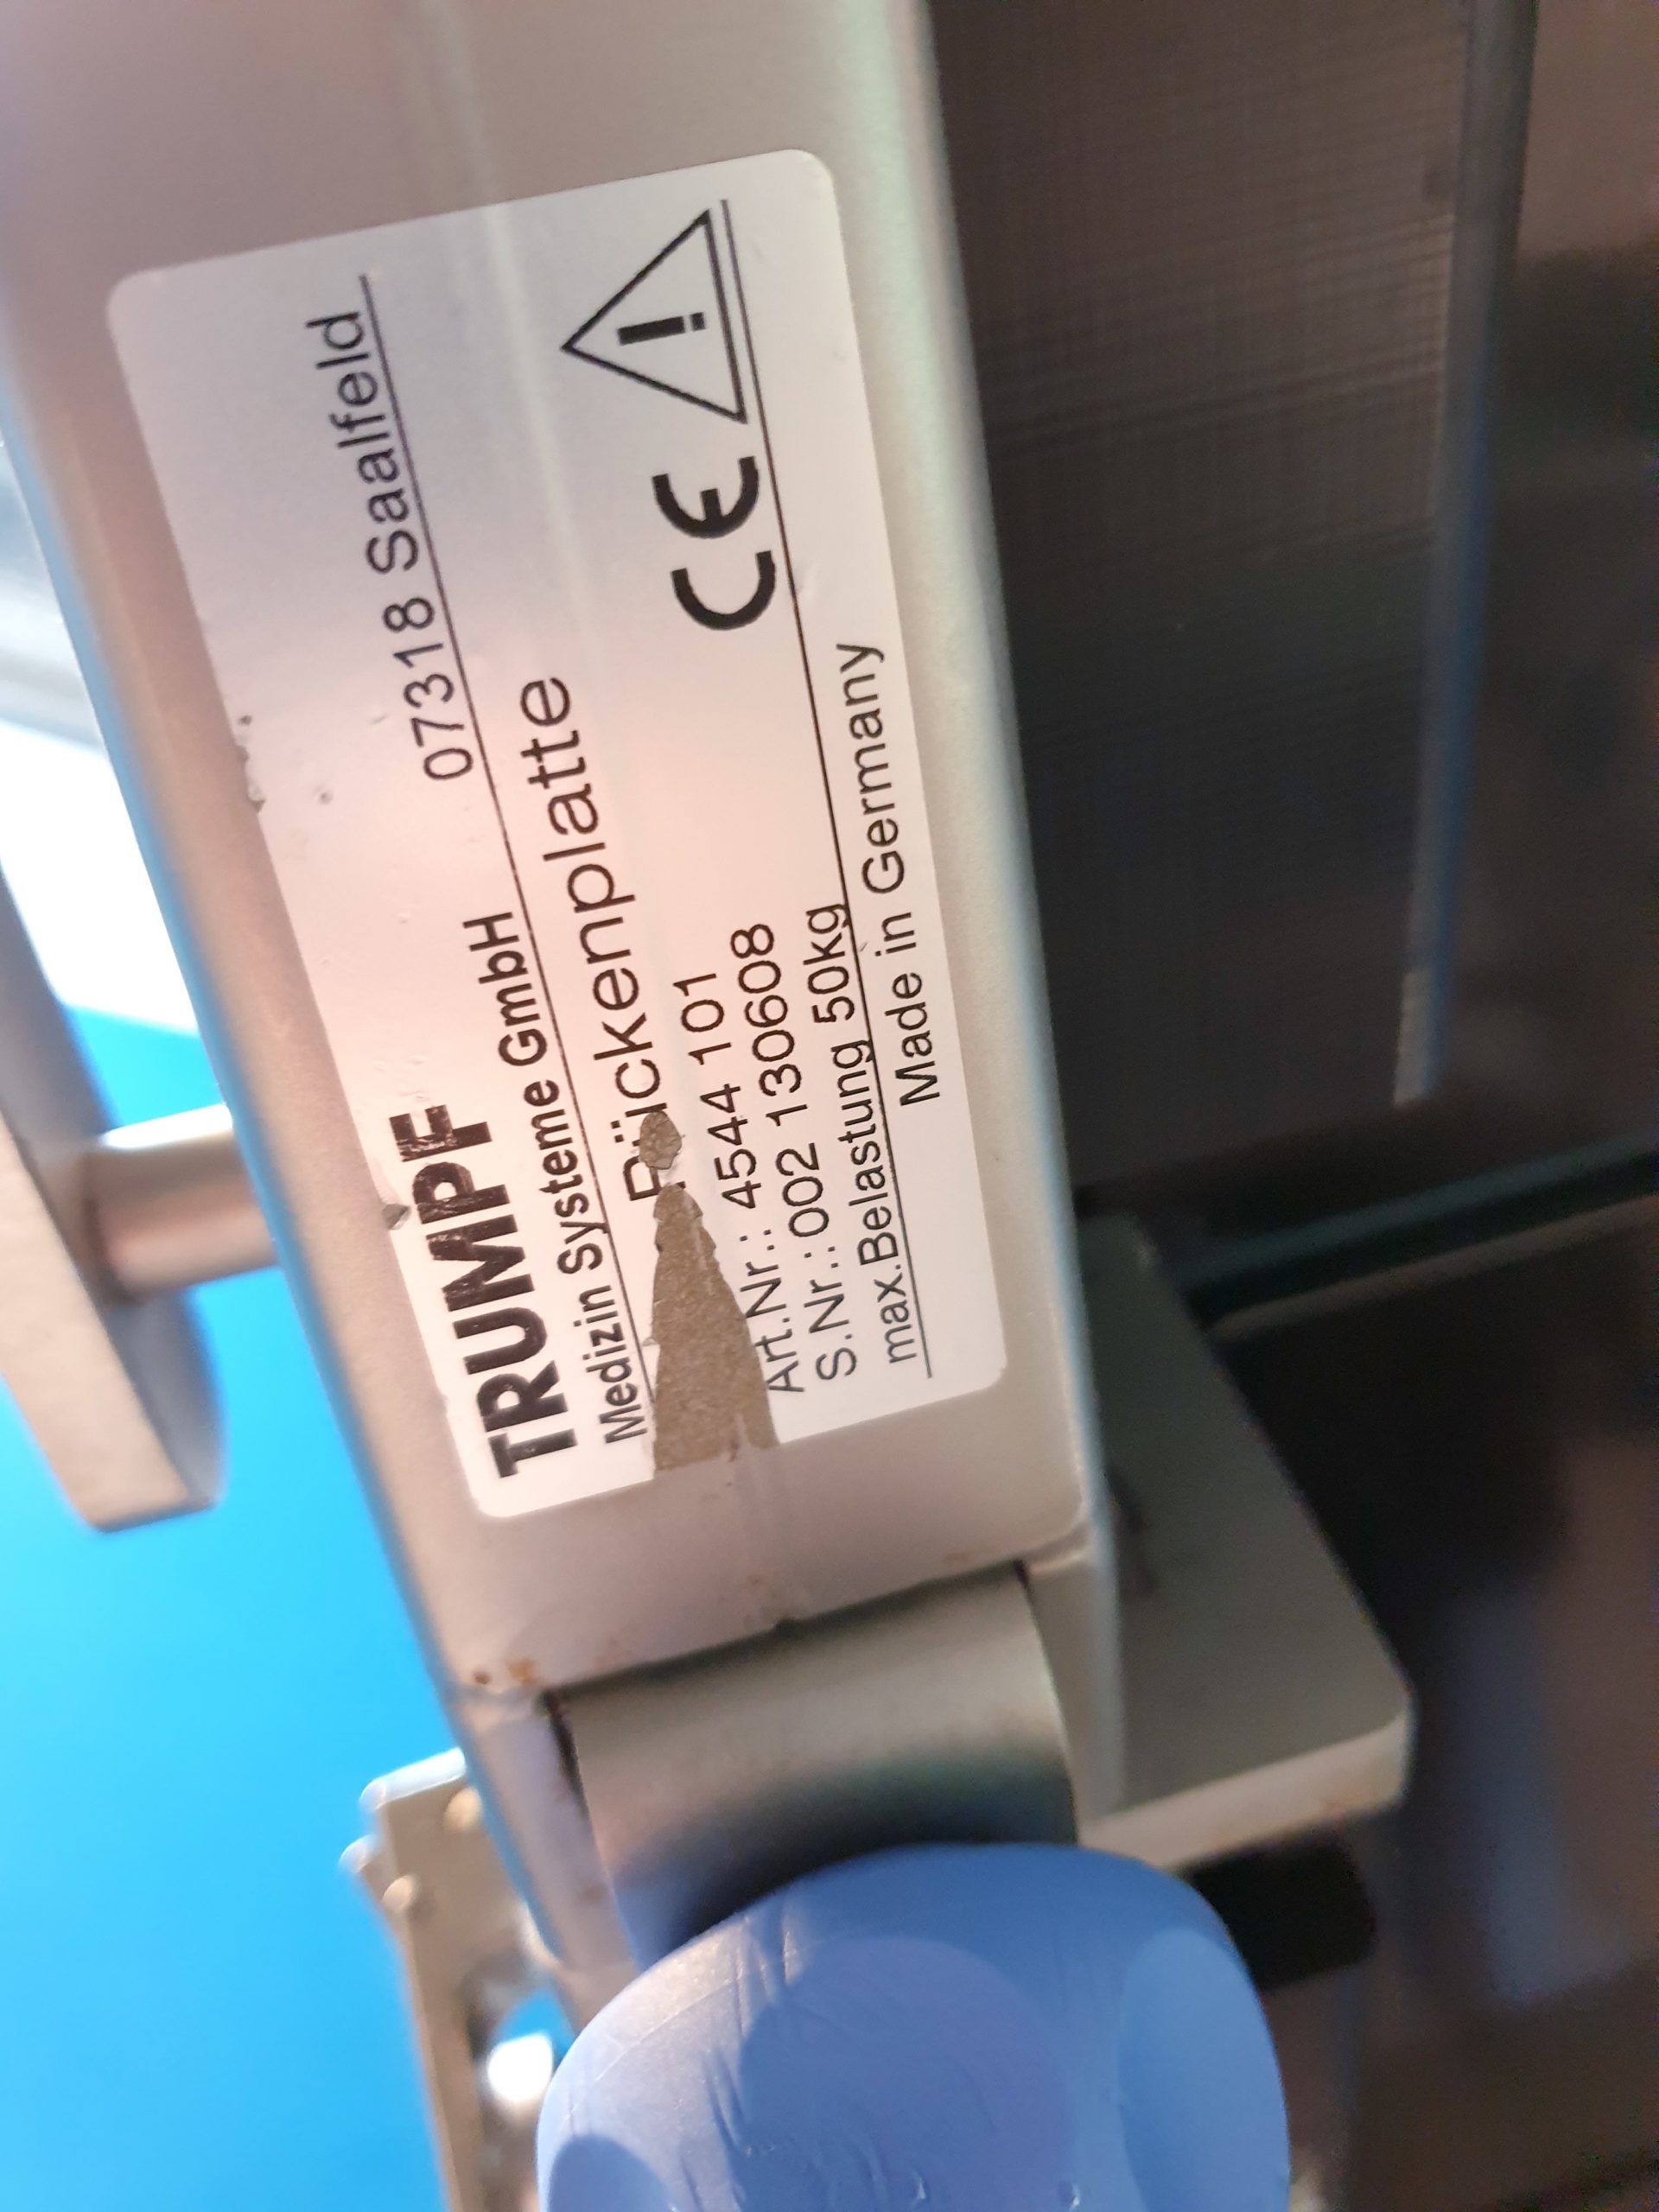 TRUMPF
Medizin Systeme GmbH 07318 Saalfeld
Rückenplatte
Art.Nr.: 4544 101
S.Nr.:002 130608
max.Belastung 50kg
CE
Made in Germany